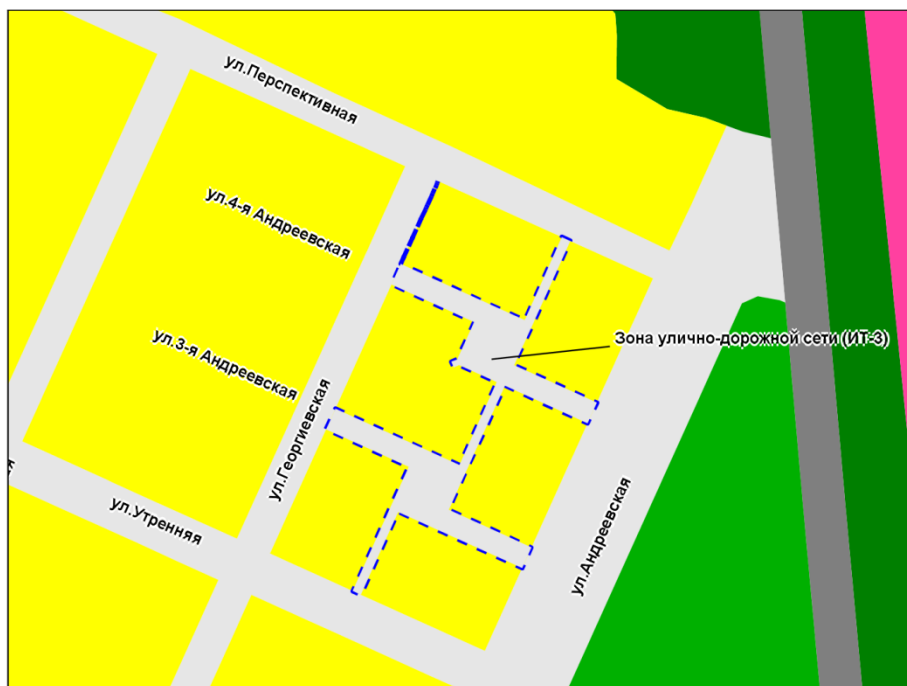 ул.Перспективная
ул.4-я Андреевская
Зона улично-дорожной сети (ИТ-3)
ул.3-я Андреевская
ул.Георгиевская
ул.Утренняя
ул.Андреевская